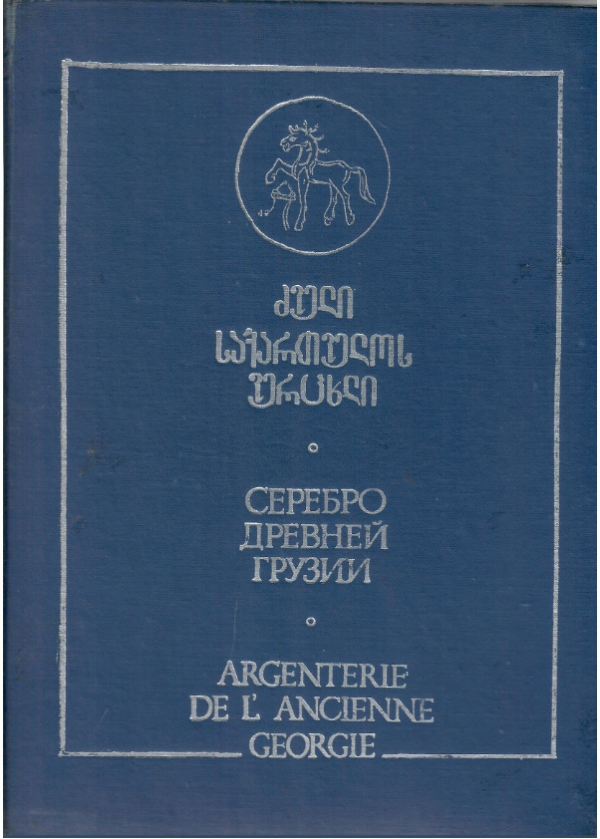 ძველი
საქართველოს
ვერცხლი
СЕРЕБРО
ДРЕВНЕЙ
ГРУЗИИ
ARGENTERIE
DE L'ANCIENNE
GEORGIE